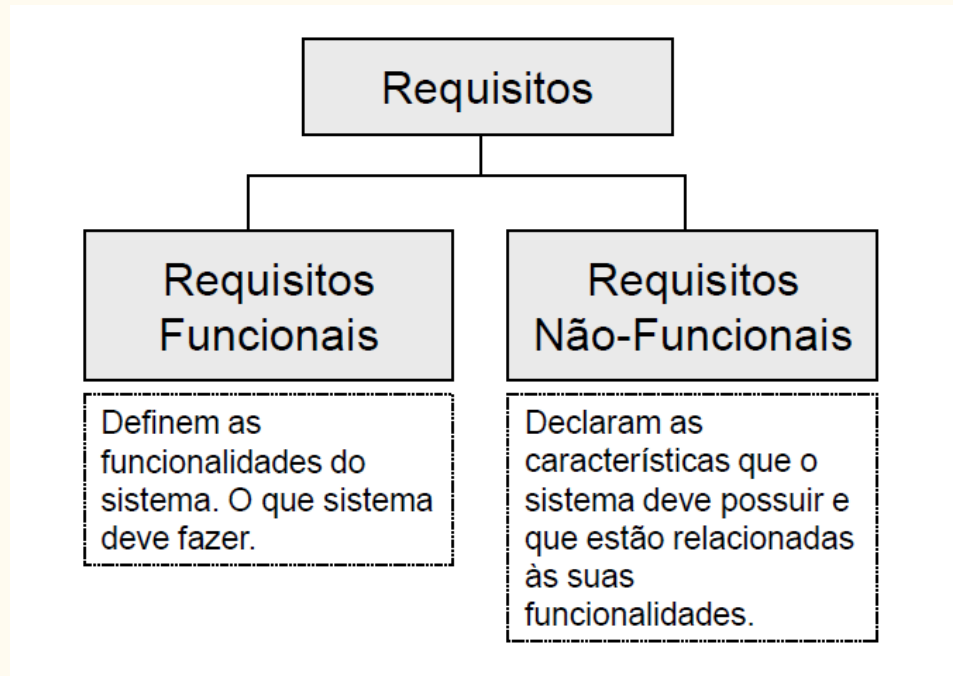 Requisitos
Requisitos
Funcionais
Definem as
funcionalidades do
sistema. O que sistema
deve fazer.
Requisitos
Não-Funcionais
Declaram as
características que o
sistema deve possuir e
que estão relacionadas
às suas
funcionalidades.